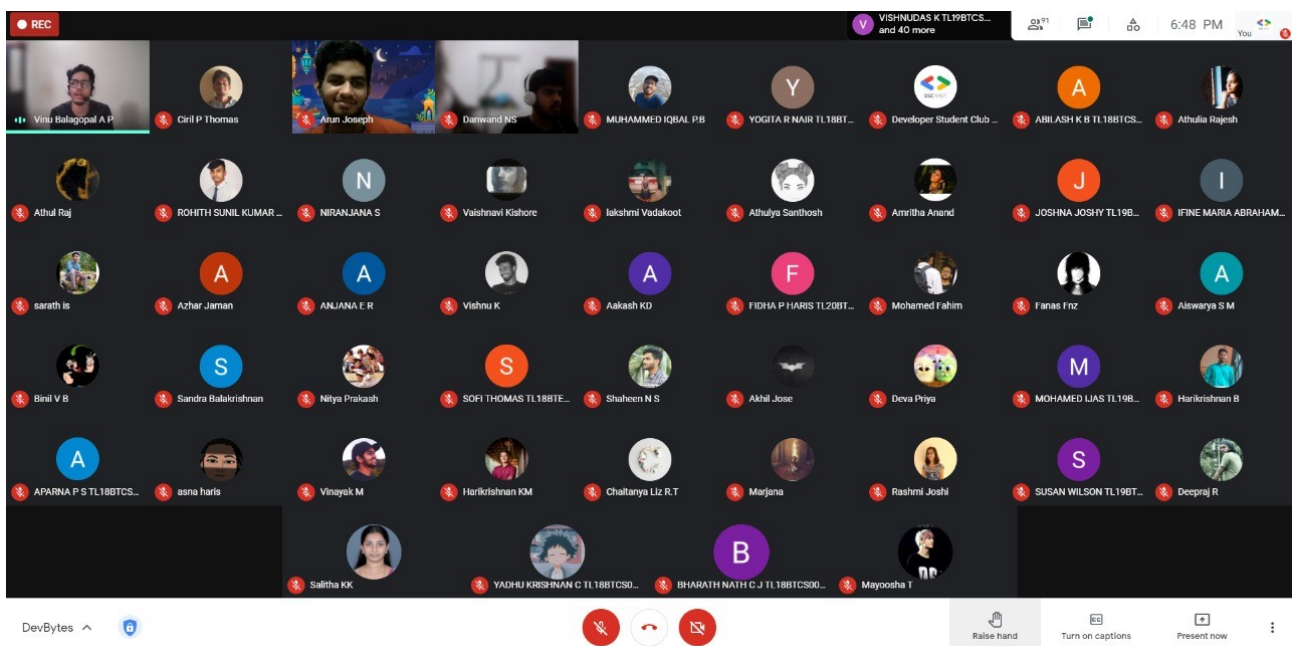 REC
V
VISHNUDAS K TL19BTCS...
and 40 more
91
6:48 PM
You
Vinu Balagopal A P
Ciril P Thomas
Arun Joseph
Danwand NS
MUHAMMED IQBAL P.B
Y
YOGITA R NAIR TL18BT...
Developer Student Club ...
A
ABILASH K B TL18BTCS...
Athulia Rajesh
Athul Raj
ROHITH SUNIL KUMAR ...
N
NIRANJANA S
Vaishnavi Kishore
lakshmi Vadakoot
Athulya Santhosh
Amritha Anand
J
JOSHNA JOSHY TL19B...
I
IFINE MARIA ABRAHAM...
sarath is
A
Azhar Jaman
A
ANJANA E R
Vishnu K
A
Aakash KD
F
FIDHA P HARIS TL20BT...
Mohamed Fahim
Fanas Fnz
A
Aiswarya S M
Binil V B
S
Sandra Balakrishnan
Nitya Prakash
S
SOFI THOMAS TL18BTE...
Shaheen N S
Akhil Jose
Deva Priya
M
MOHAMED IJAS TL19B...
Harikrishnan B
A
APARNA P S TL18BTCS...
asna haris
Vinayak M
Harikrishnan KM
Chaitanya Liz R.T
Marjana
Rashmi Joshi
S
SUSAN WILSON TL19BT...
Deepraj R
Salitha KK
YADHU KRISHNAN C TL18BTCS0...
B
BHARATH NATH C J TL18BTCS00...
Mayoosha T
DevBytes
Raise hand
Turn on captions
Present now